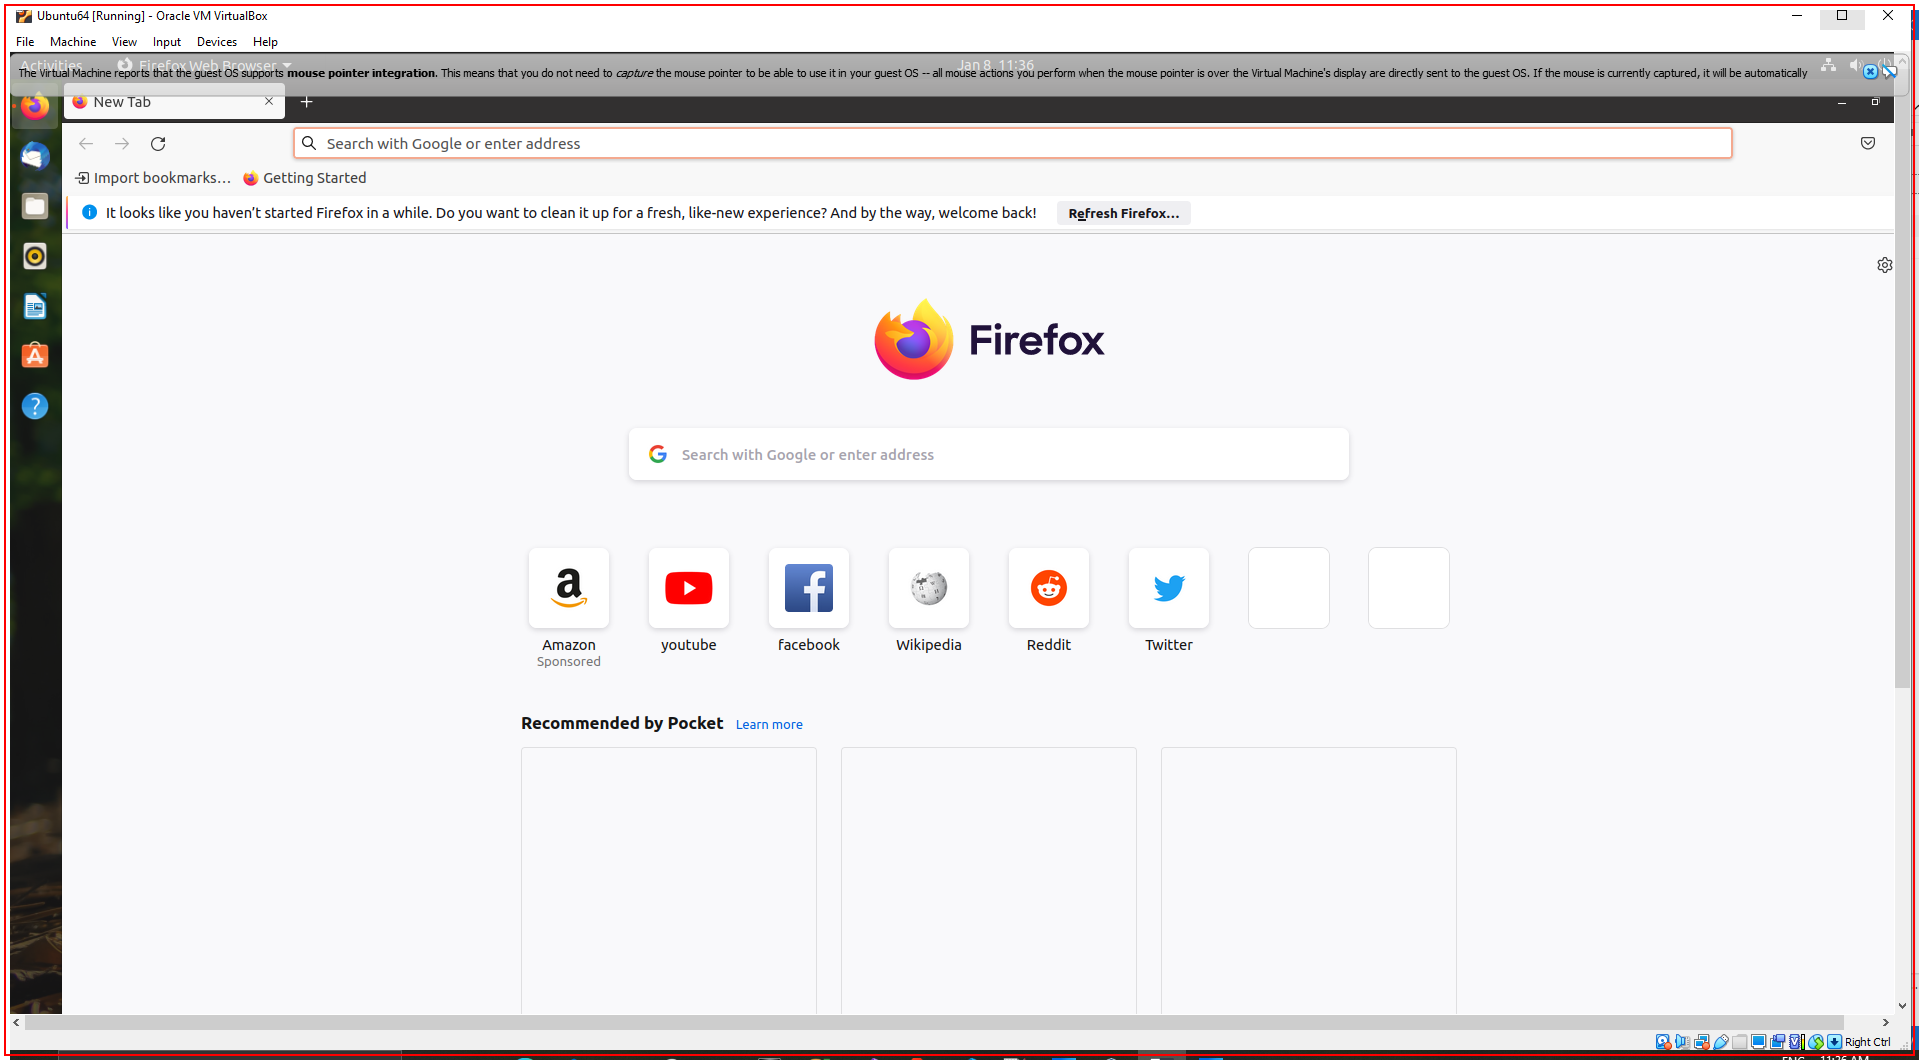 Ubuntu64 [Running] - Oracle VM VirtualBox
File Machine View Input Devices Help
Activities Firefox Web Browser Jan 8 11:36
The Virtual Machine reports that the guest OS supports mouse pointer integration. This means that you do not need to capture the mouse pointer to be able to use it in your guest OS -- all mouse actions you perform when the mouse pointer is over the Virtual Machine's display are directly sent to the guest OS. If the mouse is currently captured, it will be automatically
New Tab
Search with Google or enter address
Import bookmarks... Getting Started
It looks like you haven't started Firefox in a while. Do you want to clean it up for a fresh, like-new experience? And by the way, welcome back! Refresh Firefox...
Firefox
Search with Google or enter address
Amazon youtube facebook Wikipedia Reddit Twitter
Sponsored
Recommended by Pocket Learn more
Right Ctrl
ENG 11:36 AM